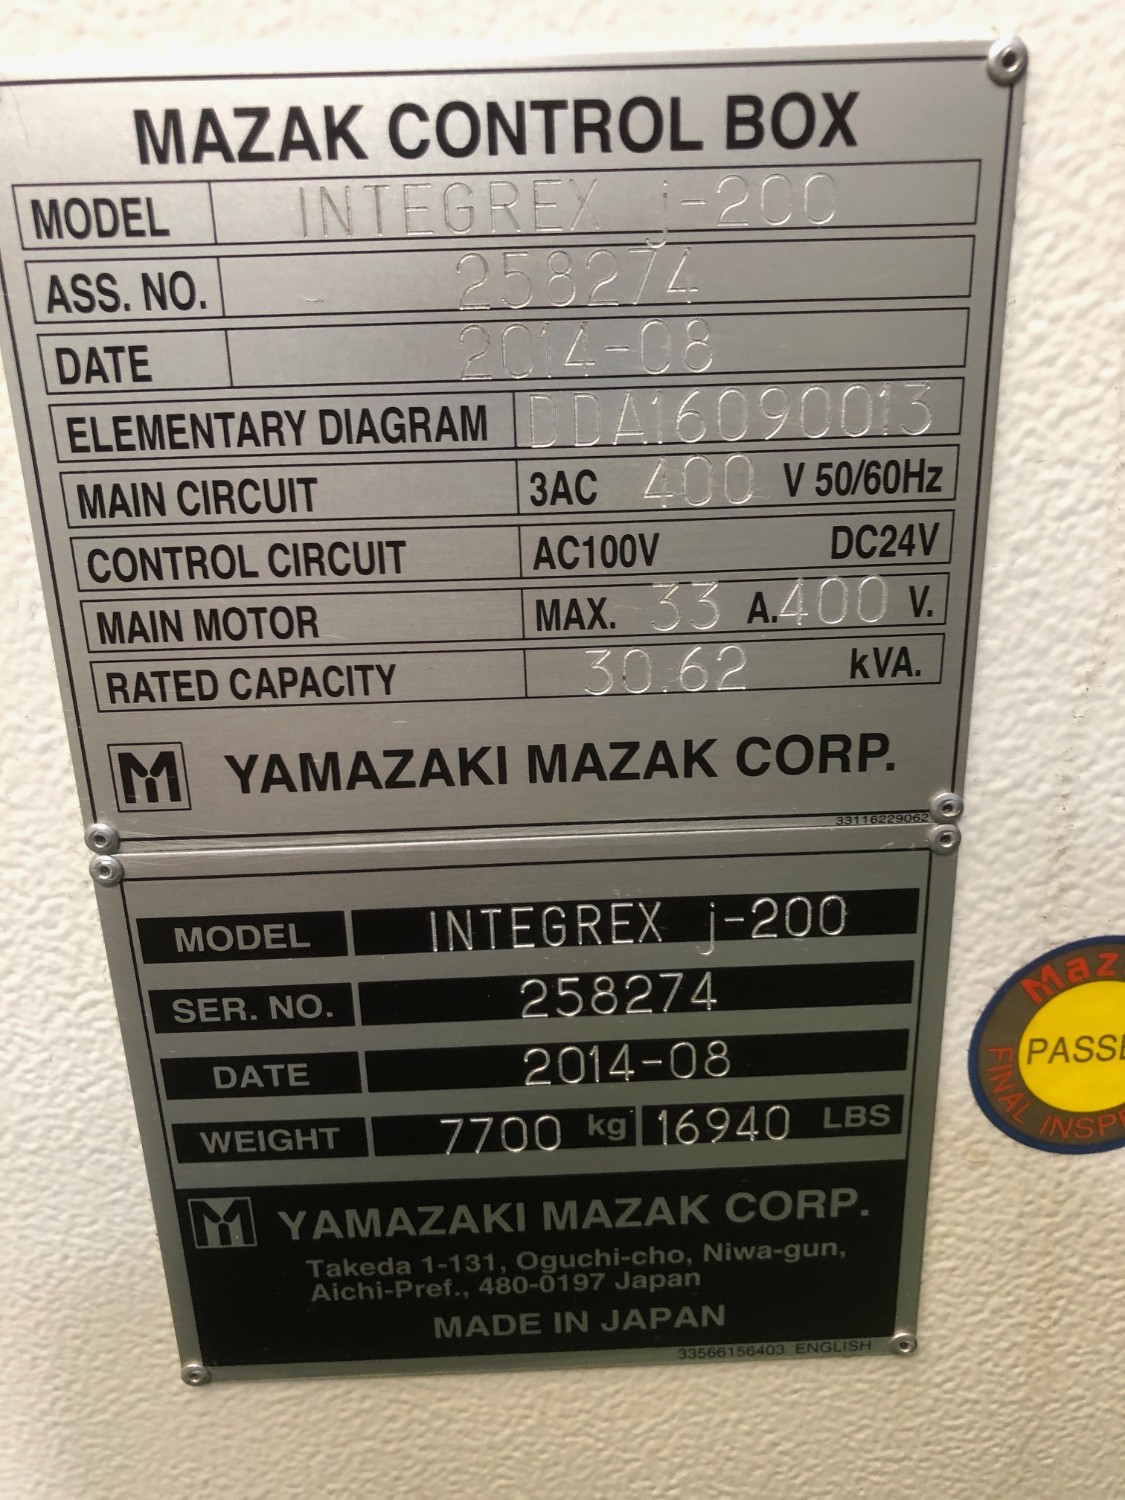 MAZAK CONTROL BOX
MODEL INTEGREX j-200
ASS. NO. 258274
DATE 2014-08
ELEMENTARY DIAGRAM DDA16090013
MAIN CIRCUIT 3AC 400 V 50/60Hz
CONTROL CIRCUIT AC100V DC24V
MAIN MOTOR MAX. 33 A. 400 V.
RATED CAPACITY 30.62 kVA.
YAMAZAKI MAZAK CORP.
33116229062
MODEL INTEGREX j-200
SER. NO. 258274
DATE 2014-08
WEIGHT 7700 kg 16940 LBS
YAMAZAKI MAZAK CORP.
Takeda 1-131, Oguchi-cho, Niwa-gun,
Aichi-Pref., 480-0197 Japan
MADE IN JAPAN
33566156403 ENGLISH
FINAL